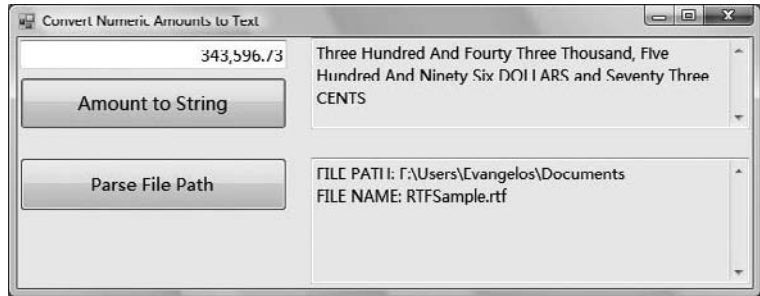 Convert Numeric Amounts to Text
343,596.73
Three Hundred And Fourty Three Thousand, Five
Hundred And Ninety Six DOLLARS and Seventy Three
CENTS
Amount to String
Parse File Path
FILE PATH: F:\Users\Evangelos\Documents
FILE NAME: RTFSample.rtf